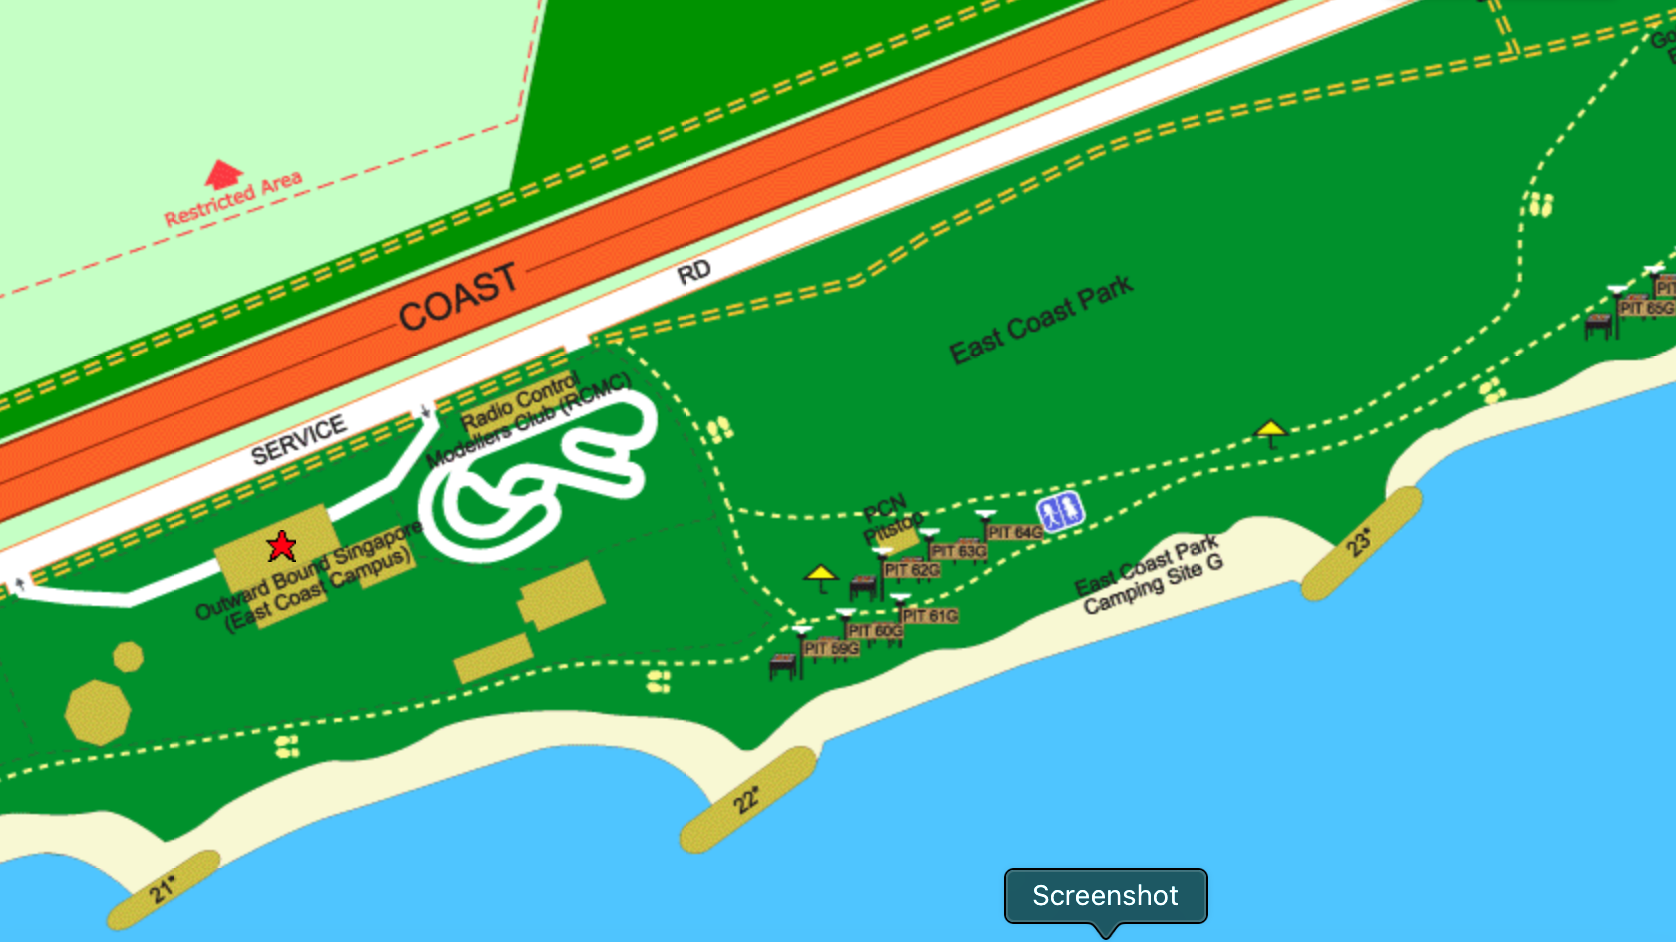 Restricted Area
COAST
RD
SERVICE
East Coast Park
Radio Control
Modellers Club (RCMC)
Outward Bound Singapore
(East Coast Campus)
PCN
Pitstop
PIT 64G
PIT 63G
PIT 62G
PIT 61G
PIT 60G
PIT 59G
PIT 65G
PIT
Go
East Coast Park
Camping Site G
23*
22*
21*
Screenshot